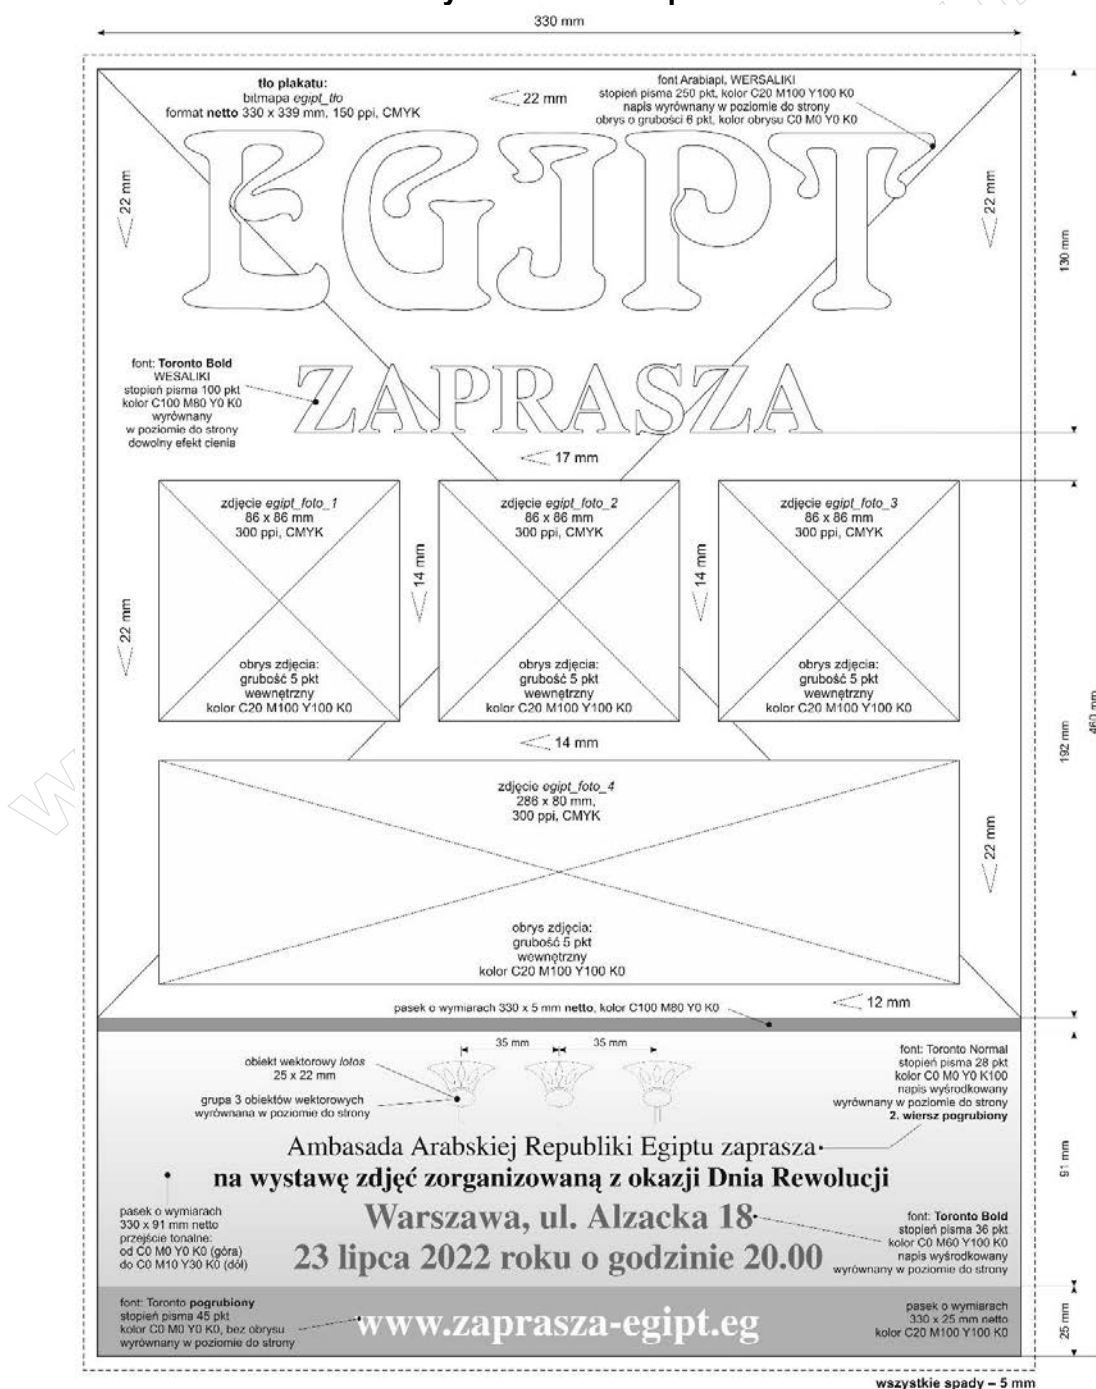 330 mm
tło plakatu:
bitmapa egipt_tło
format netto 330 x 339 mm, 150 ppi, CMYK
22 mm
font Arabiapl, WERSALIKI
stopień pisma 250 pkt, kolor C20 M100 Y100 K0
napis wyrównany w poziomie do strony
obrys o grubości 6 pkt, kolor obrysu C0 M0 Y0 K0
EGIPT
22 mm
22 mm
130 mm
font: Toronto Bold
WESALIKI
stopień pisma 100 pkt
kolor C100 M80 Y0 K0
wyrównany
w poziomie do strony
dowolny efekt cienia
ZAPRASZA
17 mm
zdjęcie egipt_foto_1
86 x 86 mm
300 ppi, CMYK
obrys zdjęcia:
grubość 5 pkt
wewnętrzny
kolor C20 M100 Y100 K0
14 mm
zdjęcie egipt_foto_2
86 x 86 mm
300 ppi, CMYK
obrys zdjęcia:
grubość 5 pkt
wewnętrzny
kolor C20 M100 Y100 K0
14 mm
zdjęcie egipt_foto_3
86 x 86 mm
300 ppi, CMYK
obrys zdjęcia:
grubość 5 pkt
wewnętrzny
kolor C20 M100 Y100 K0
22 mm
14 mm
192 mm
460 mm
zdjęcie egipt_foto_4
286 x 80 mm,
300 ppi, CMYK
obrys zdjęcia:
grubość 5 pkt
wewnętrzny
kolor C20 M100 Y100 K0
22 mm
pasek o wymiarach 330 x 5 mm netto, kolor C100 M80 Y0 K0
12 mm
35 mm
35 mm
obiekt wektorowy lotos
25 x 22 mm
grupa 3 obiektów wektorowych
wyrównana w poziomie do strony
font: Toronto Normal
stopień pisma 28 pkt
kolor C0 M0 Y0 K100
napis wyśrodkowany
wyrównany w poziomie do strony
2. wiersz pogrubiony
Ambasada Arabskiej Republiki Egiptu zaprasza
na wystawę zdjęć zorganizowaną z okazji Dnia Rewolucji
91 mm
pasek o wymiarach
330 x 91 mm netto
przejście tonalne:
od C0 M0 Y0 K0 (góra)
do C0 M10 Y30 K0 (dół)
Warszawa, ul. Alzacka 18
23 lipca 2022 roku o godzinie 20.00
font: Toronto Bold
stopień pisma 36 pkt
kolor C0 M60 Y100 K0
napis wyśrodkowany
wyrównany w poziomie do strony
font: Toronto pogrubiony
stopień pisma 45 pkt
kolor C0 M0 Y0 K0, bez obrysu
wyrównany w poziomie do strony
www.zaprasza-egipt.eg
pasek o wymiarach
330 x 25 mm netto
kolor C20 M100 Y100 K0
25 mm
wszystkie spady – 5 mm